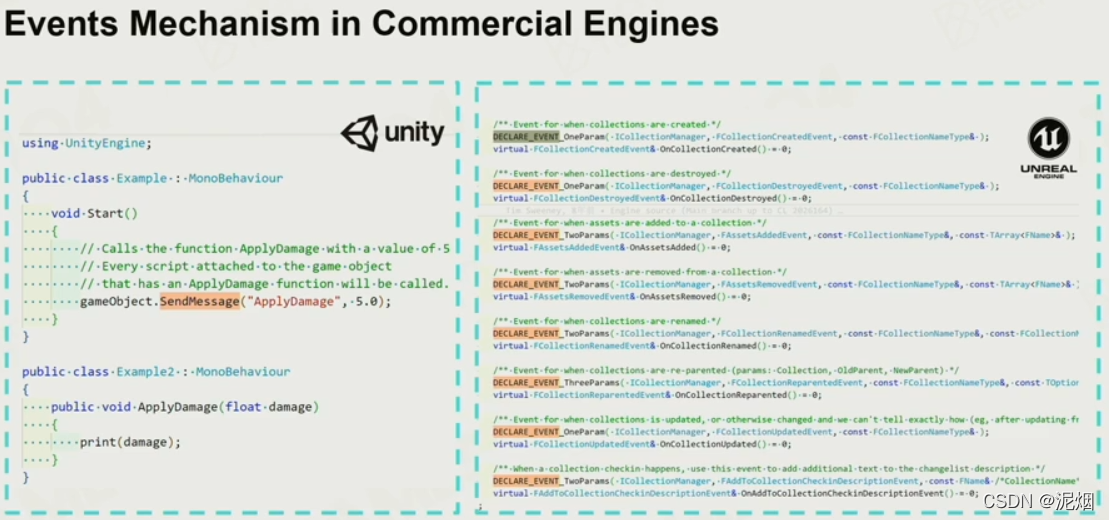 Events Mechanism in Commercial Engines
unity
using UnityEngine;
public class Example : MonoBehaviour
{
void Start()
{
// Calls the function ApplyDamage with a value of 5
// Every script attached to the game object
// that has an ApplyDamage function will be called.
gameObject.SendMessage("ApplyDamage", 5.0);
}
}
public class Example2 : MonoBehaviour
{
public void ApplyDamage(float damage)
{
print(damage);
}
}
UNREAL
ENGINE
/** Event for when collections are created */
DECLARE_EVENT_OneParam( ICollectionManager, FCollectionCreatedEvent, const FCollectionNameType& );
virtual FCollectionCreatedEvent& OnCollectionCreated() = 0;
/** Event for when collections are destroyed */
DECLARE_EVENT_OneParam( ICollectionManager, FCollectionDestroyedEvent, const FCollectionNameType& );
virtual FCollectionDestroyedEvent& OnCollectionDestroyed() = 0;
/** Event for when assets are added to a collection */
DECLARE_EVENT_TwoParams( ICollectionManager, FAssetsAddedEvent, const FCollectionNameType&, const TArray<FName>& );
virtual FAssetsAddedEvent& OnAssetsAdded() = 0;
/** Event for when assets are removed from a collection */
DECLARE_EVENT_TwoParams( ICollectionManager, FAssetsRemovedEvent, const FCollectionNameType&, const TArray<FName>&
virtual FAssetsRemovedEvent& OnAssetsRemoved() = 0;
/** Event for when collections are renamed */
DECLARE_EVENT_TwoParams( ICollectionManager, FCollectionRenamedEvent, const FCollectionNameType&, const FCollection
virtual FCollectionRenamedEvent& OnCollectionRenamed() = 0;
/** Event for when collections are re-parented (params: Collection, OldParent, NewParent) */
DECLARE_EVENT_ThreeParams( ICollectionManager, FCollectionReparentedEvent, const FCollectionNameType&, const TOption
virtual FCollectionReparentedEvent& OnCollectionReparented() = 0;
/** Event for when collections is updated, or otherwise changed and we can't tell exactly how (eg, after updating fr
DECLARE_EVENT_OneParam( ICollectionManager, FCollectionUpdatedEvent, const FCollectionNameType& );
virtual FCollectionUpdatedEvent& OnCollectionUpdated() = 0;
/** When a collection checkin happens, use this event to add additional text to the changelist description */
DECLARE_EVENT_TwoParams( ICollectionManager, FAddToCollectionCheckinDescriptionEvent, const FName& /*CollectionName*
virtual FAddToCollectionCheckinDescriptionEvent& OnAddToCollectionCheckinDescriptionEvent() = 0;
CSDN @泥烟